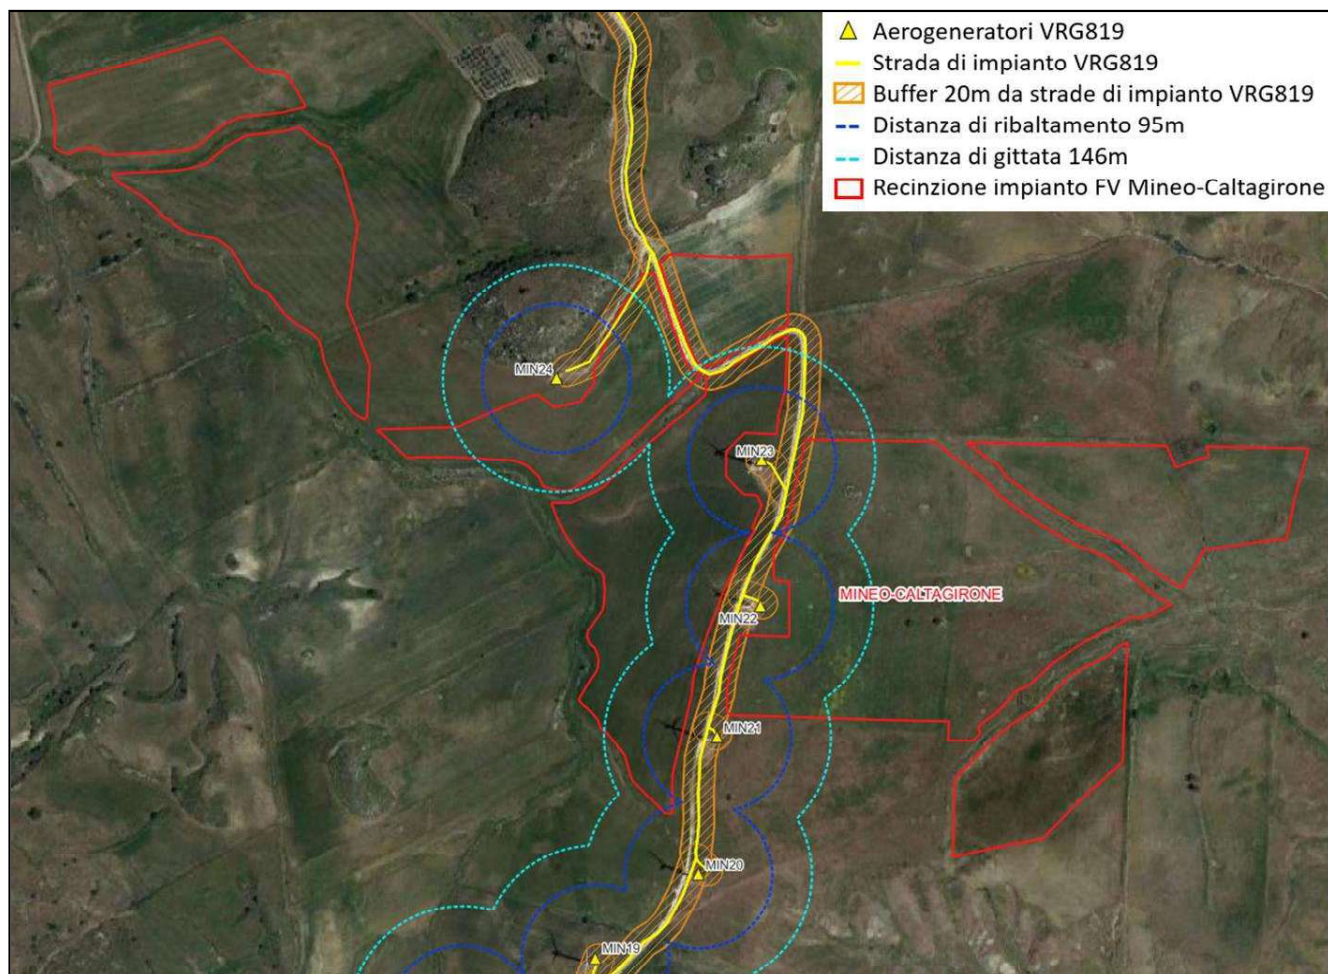 Aerogeneratori VRG819
Strada di impianto VRG819
Buffer 20m da strade di impianto VRG819
Distanza di ribaltamento 95m
Distanza di gittata 146m
Recinzione impianto FV Mineo-Caltagirone
MIN24
MIN23
MINEO-CALTAGIRONE
MIN22
MIN21
MIN20
MIN19